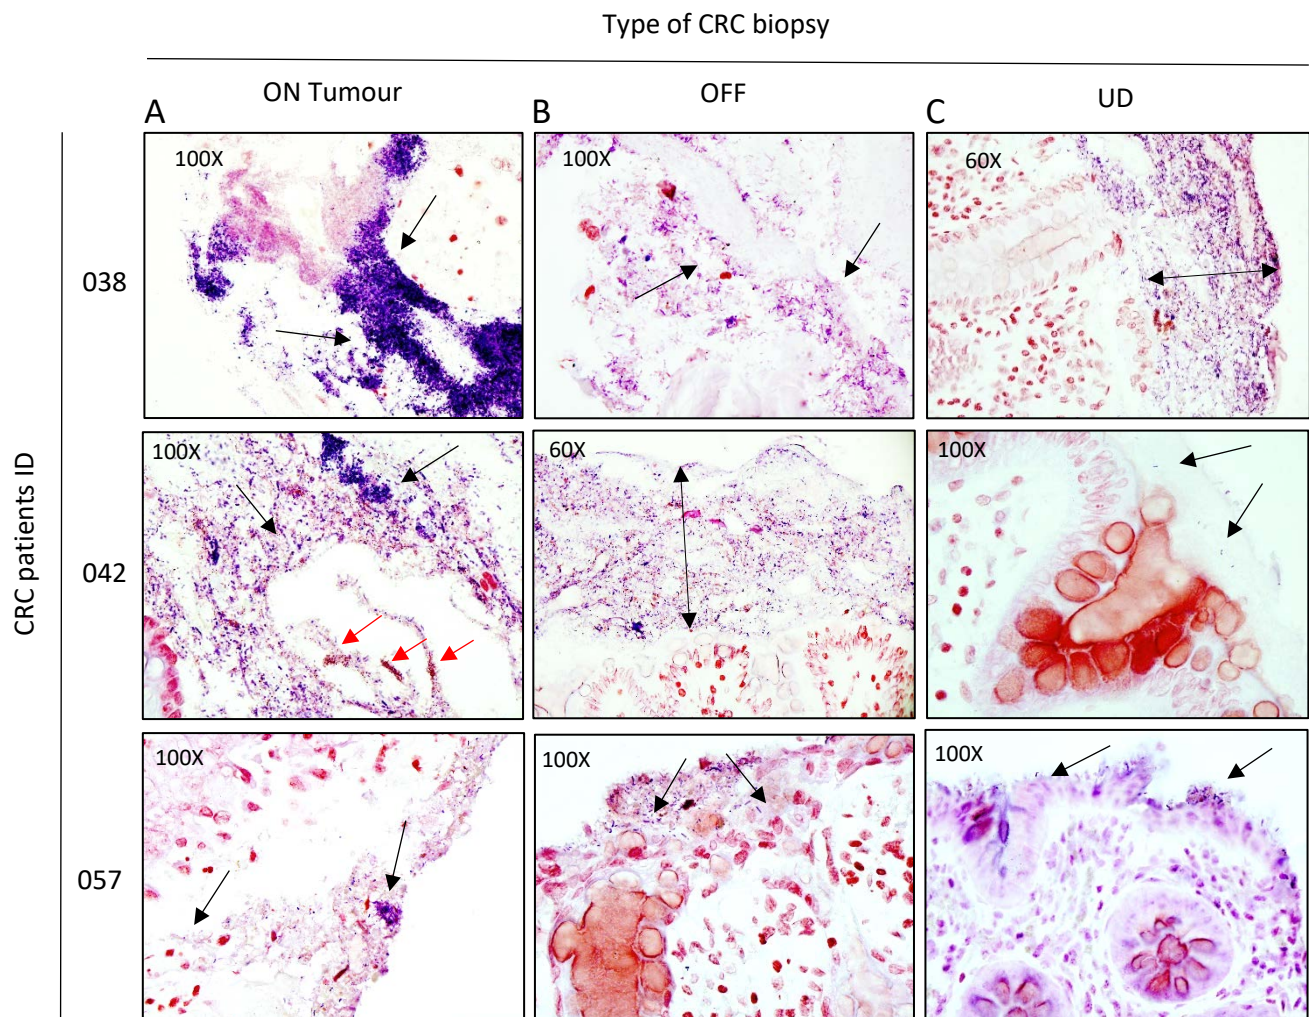 Type of CRC biopsy
ON Tumour
OFF
UD
A
B
C
CRC patients ID
038
100X
100X
60X
042
100X
60X
100X
057
100X
100X
100X